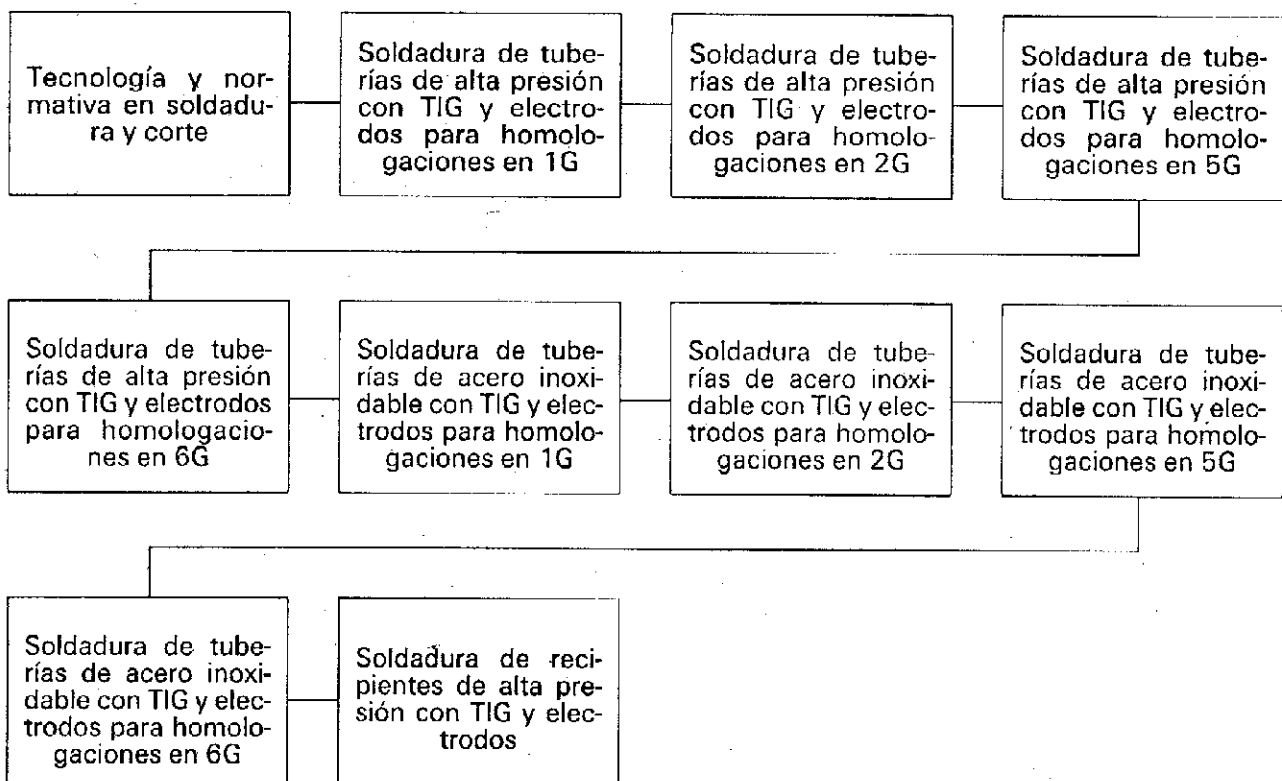 Tecnología y nor-
mativa en soldadu-
ra y corte
Soldadura de tube-
rías de alta presión
con TIG y electro-
dos para homolo-
gaciones en 1G
Soldadura de tube-
rías de alta presión
con TIG y electro-
dos para homolo-
gaciones en 2G
Soldadura de tube-
rías de alta presión
con TIG y electro-
dos para homolo-
gaciones en 5G
Soldadura de tube-
rías de alta presión
con TIG y electrodos
para homologacio-
nes en 6G
Soldadura de tube-
rías de acero inoxi-
dable con TIG y elec-
trodos para homolo-
gaciones en 1G
Soldadura de tube-
rías de acero inoxi-
dable con TIG y elec-
trodos para homolo-
gaciones en 2G
Soldadura de tube-
rías de acero inoxi-
dable con TIG y elec-
trodos para homolo-
gaciones en 5G
Soldadura de tube-
rías de acero inoxi-
dable con TIG y elec-
trodos para homolo-
gaciones en 6G
Soldadura de reci-
pientes de alta pre-
sión con TIG y elec-
trodos